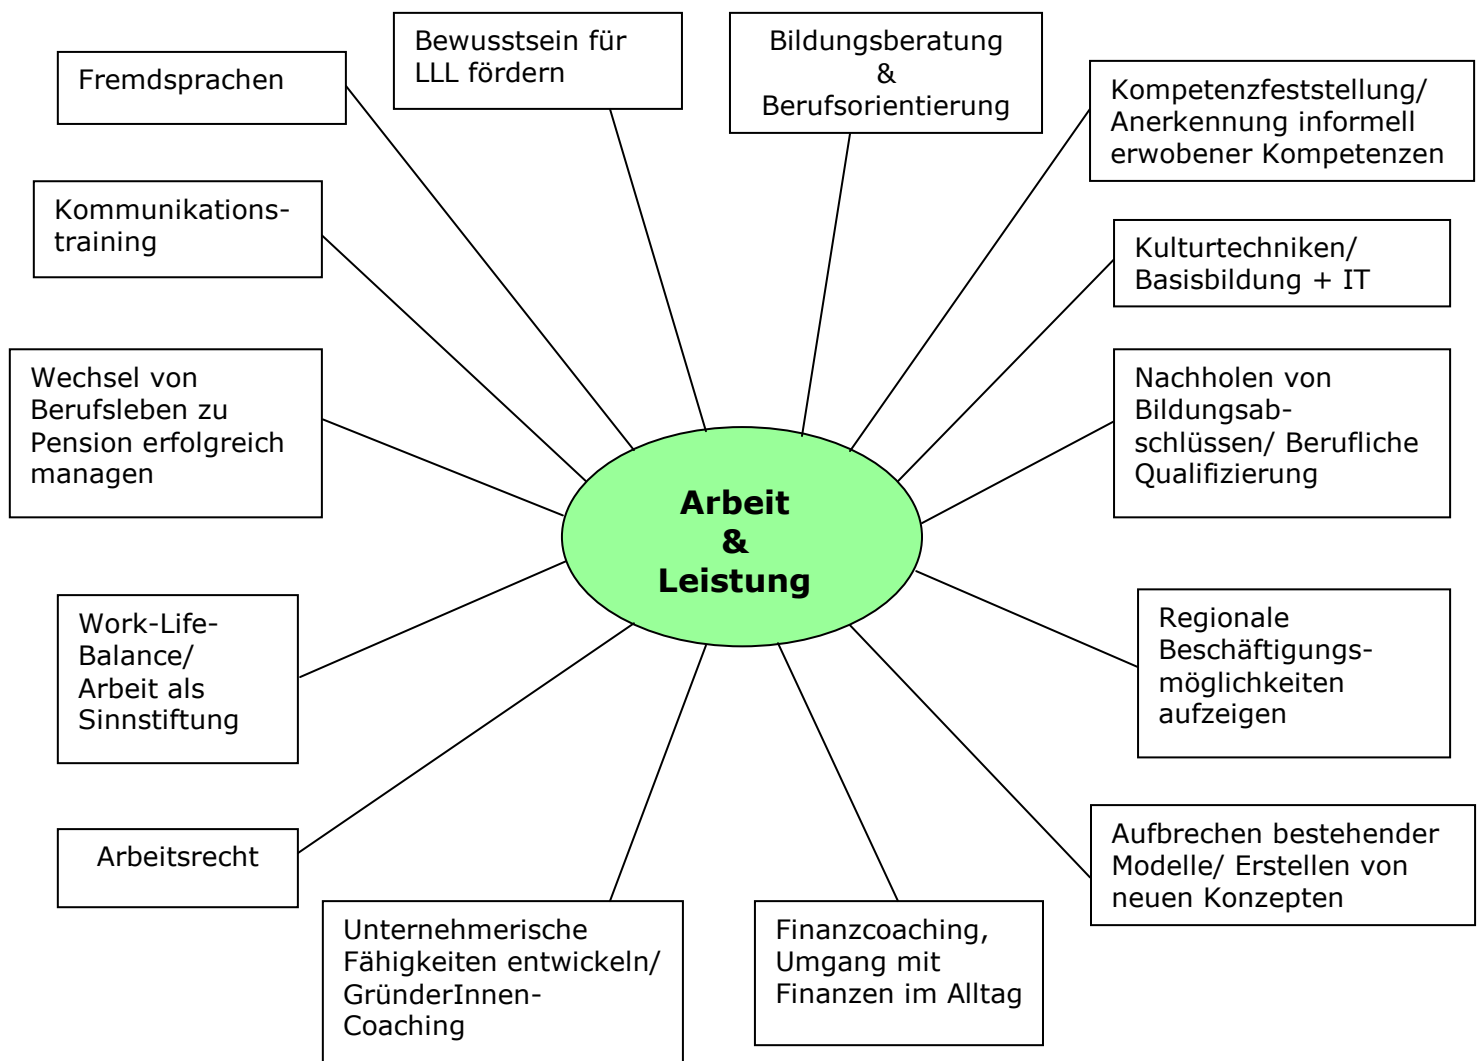 Fremdsprachen
Bewusstsein für
LLL fördern
Bildungsberatung
&
Berufsorientierung
Kompetenzfeststellung/
Anerkennung informell
erwobener Kompetenzen
Kommunikations-
training
Kulturtechniken/
Basisbildung + IT
Wechsel von
Berufsleben zu
Pension erfolgreich
managen
Nachholen von
Bildungsab-
schlüssen/ Berufliche
Qualifizierung
Arbeit
&
Leistung
Work-Life-
Balance/
Arbeit als
Sinnstiftung
Regionale
Beschäftigungs-
möglichkeiten
aufzeigen
Arbeitsrecht
Aufbrechen bestehender
Modelle/ Erstellen von
neuen Konzepten
Unternehmerische
Fähigkeiten entwickeln/
GründerInnen-
Coaching
Finanzcoaching,
Umgang mit
Finanzen im Alltag